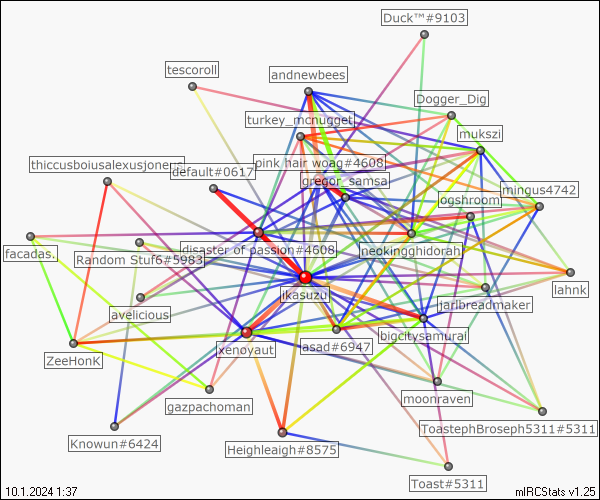 Duck™#9103
tescoroll
andnewbees
Dogger_Dig
turkey_mcnugget
mukszi
thiccusboiusalexusjones
default#0617
pink hair woag#4608
gregor_samsa
mingus4742
ogshroom
facadas.
Random Stuf6#5983
disaster of passion#4608
neokingghidorah
jkasuzu
lahnk
jarlbreadmaker
avelicious
bigcitysamurai
ZeeHonK
xenoyaut
asad#6947
moonraven
gazpachoman
ToastephBroseph5311#5311
Knowun#6424
Heighleaigh#8575
Toast#5311
10.1.2024 1:37
mIRCStats v1.25